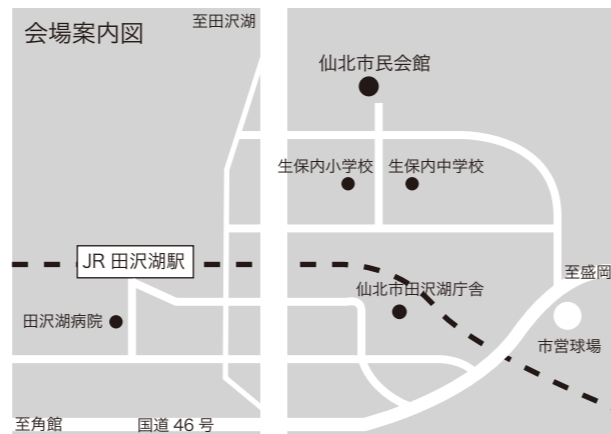 会場案内図
至田沢湖
仙北市民会館
生保内小学校
生保内中学校
JR 田沢湖駅
至盛岡
仙北市田沢湖庁舎
田沢湖病院
市営球場
至角館
国道 46 号